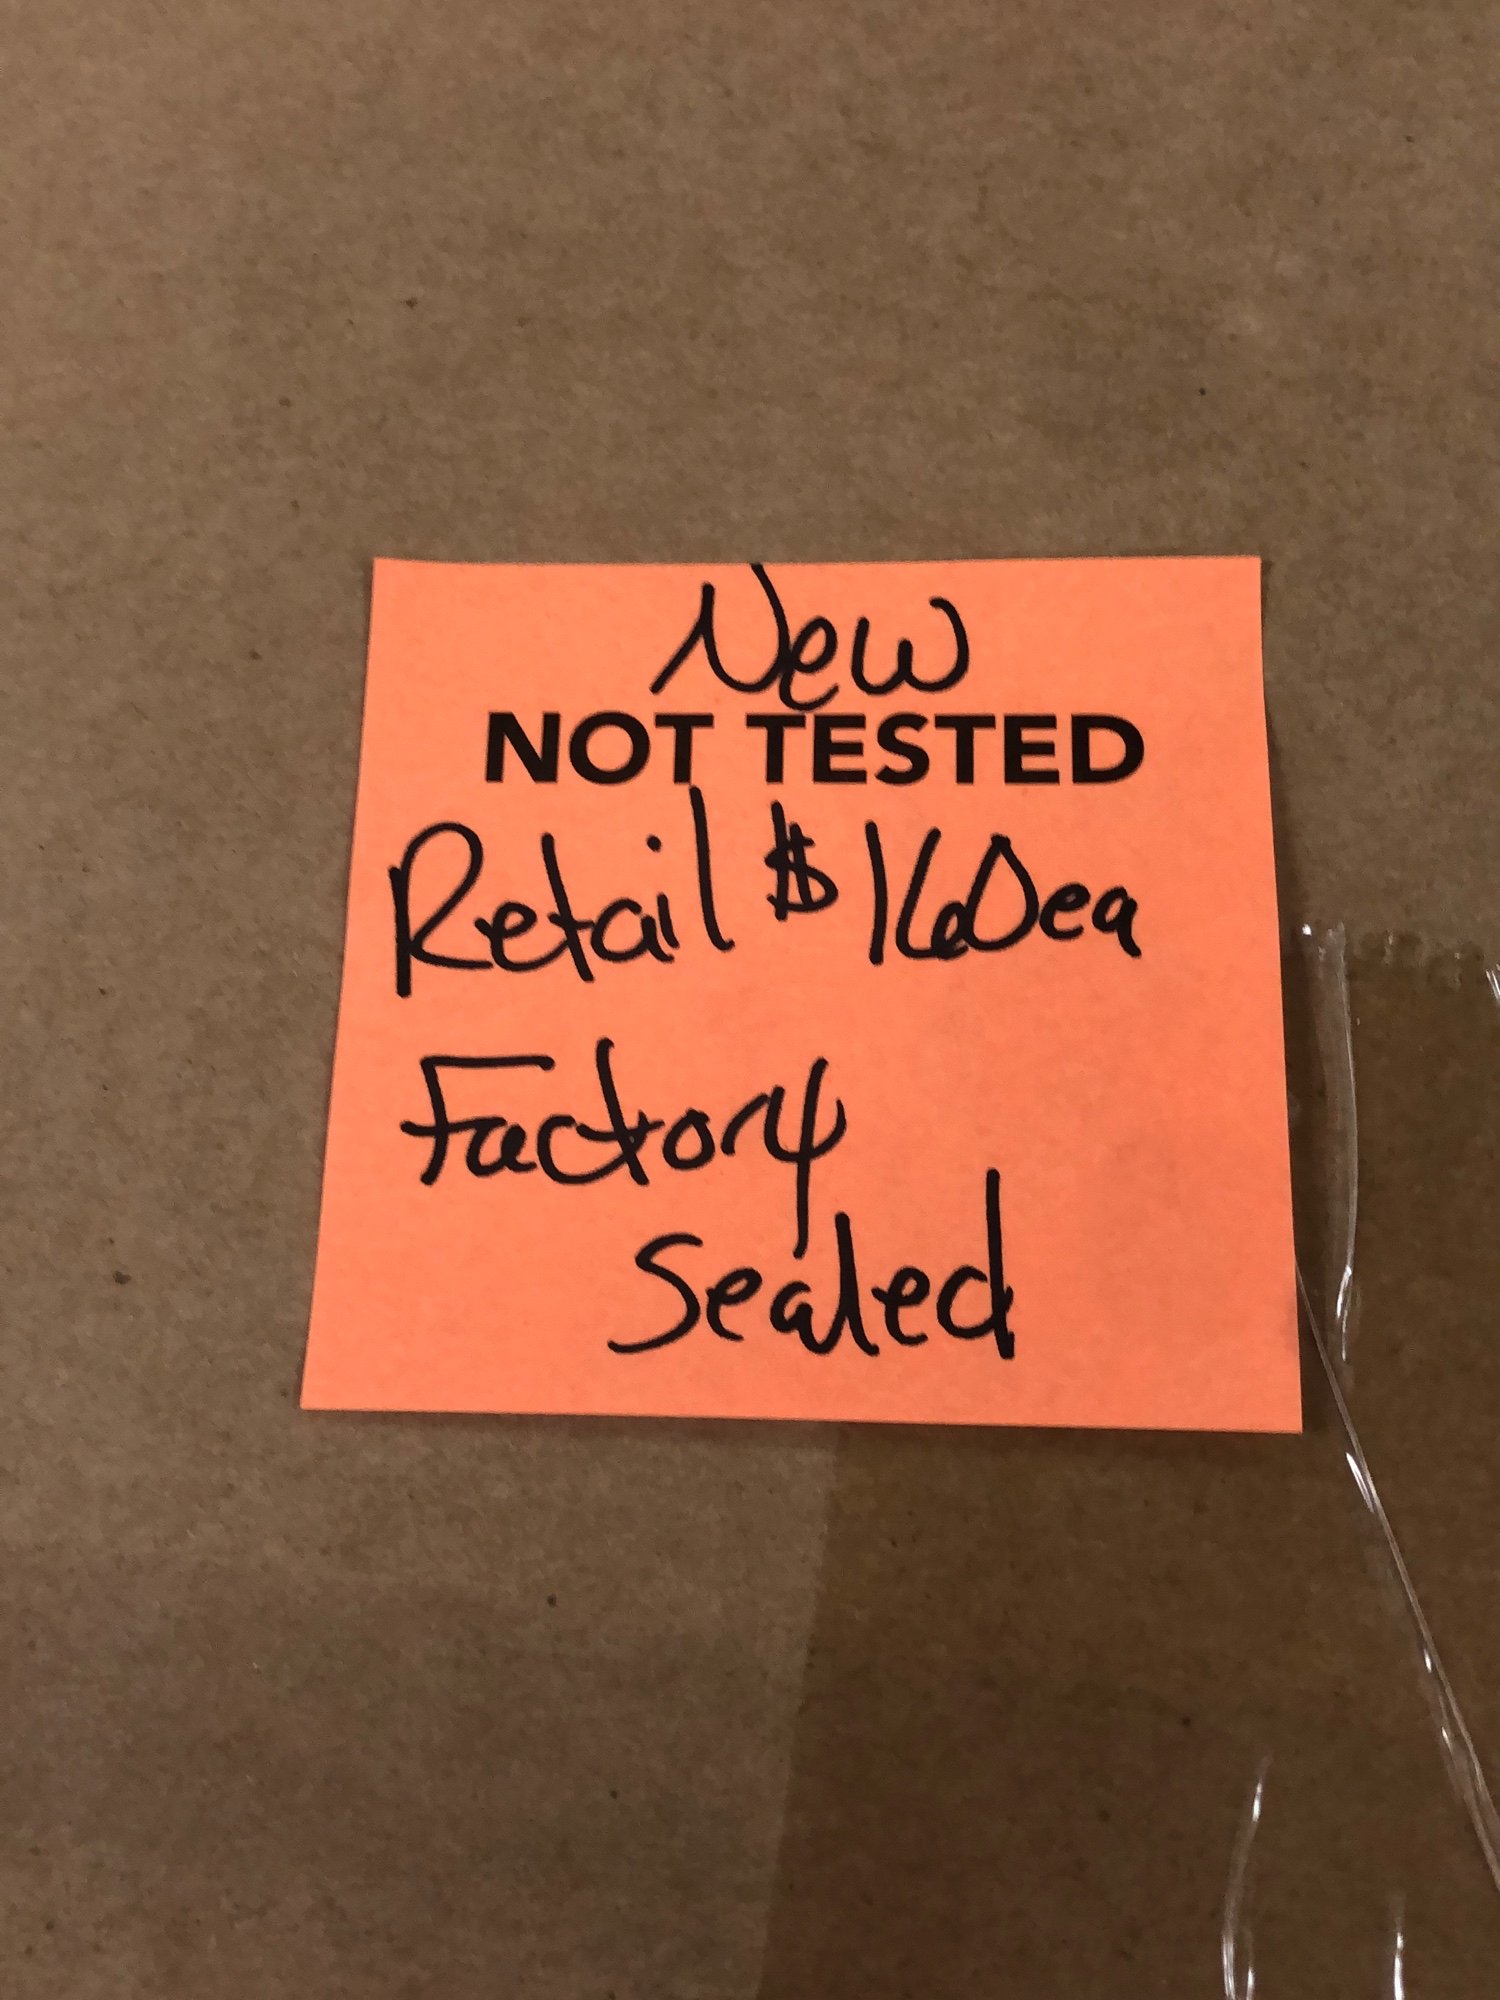 New
NOT TESTED
Retail $160ea
Factory
Sealed